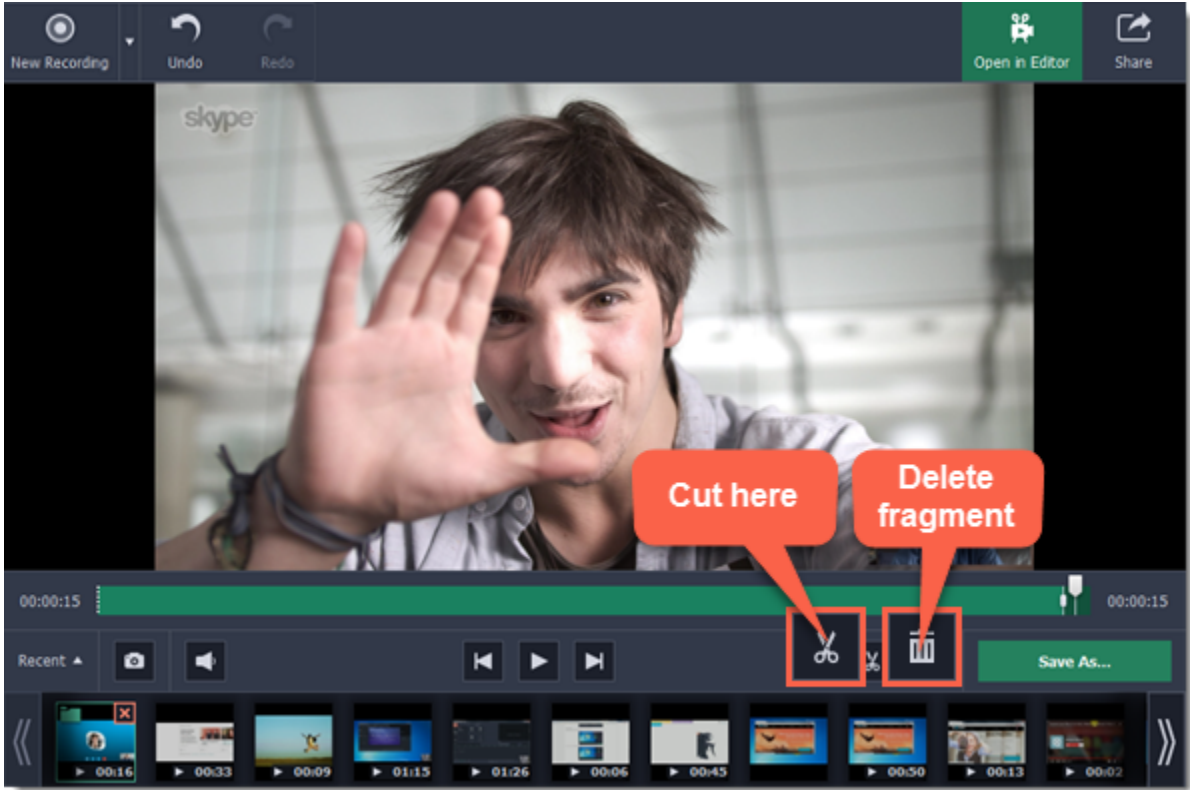 New Recording
Undo
Redo
Open in Editor
Share
skype
Cut here
Delete
fragment
00:00:15
00:00:15
Recent
Save As...
00:16
00:33
00:09
01:15
01:26
00:06
00:45
00:50
00:13
00:02